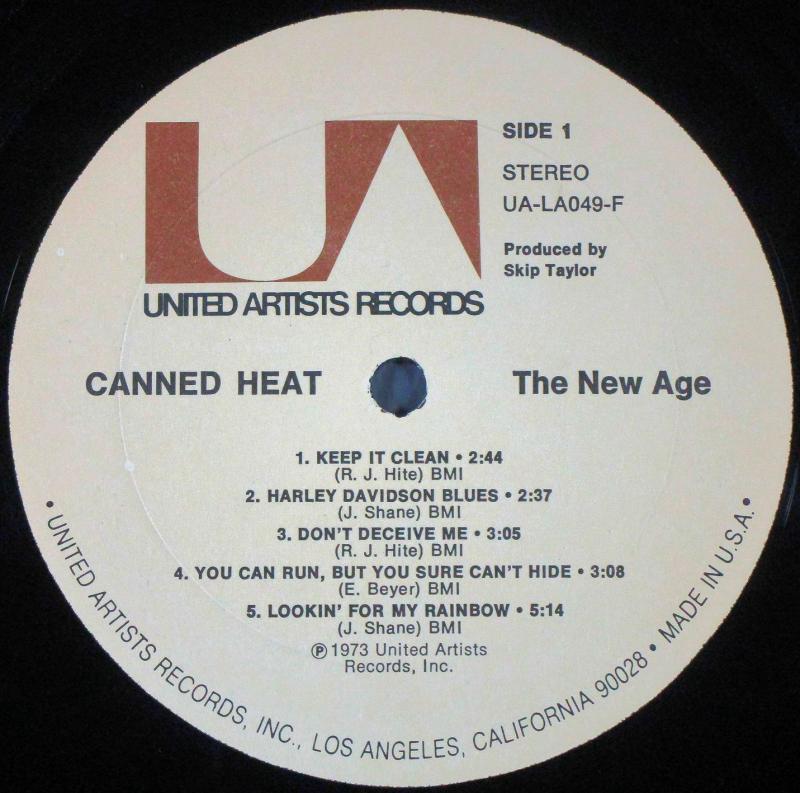 UA
UNITED ARTISTS RECORDS
SIDE 1
STEREO
UA-LA049-F
Produced by
Skip Taylor
CANNED HEAT
The New Age
1. KEEP IT CLEAN • 2:44
(R. J. Hite) BMI
2. HARLEY DAVIDSON BLUES • 2:37
(J. Shane) BMI
3. DON'T DECEIVE ME • 3:05
(R. J. Hite) BMI
4. YOU CAN RUN, BUT YOU SURE CAN'T HIDE • 3:08
(E. Beyer) BMI
5. LOOKIN' FOR MY RAINBOW • 5:14
(J. Shane) BMI
℗ 1973 United Artists
Records, Inc.
• UNITED ARTISTS RECORDS, INC., LOS ANGELES, CALIFORNIA 90028 • MADE IN U.S.A. •